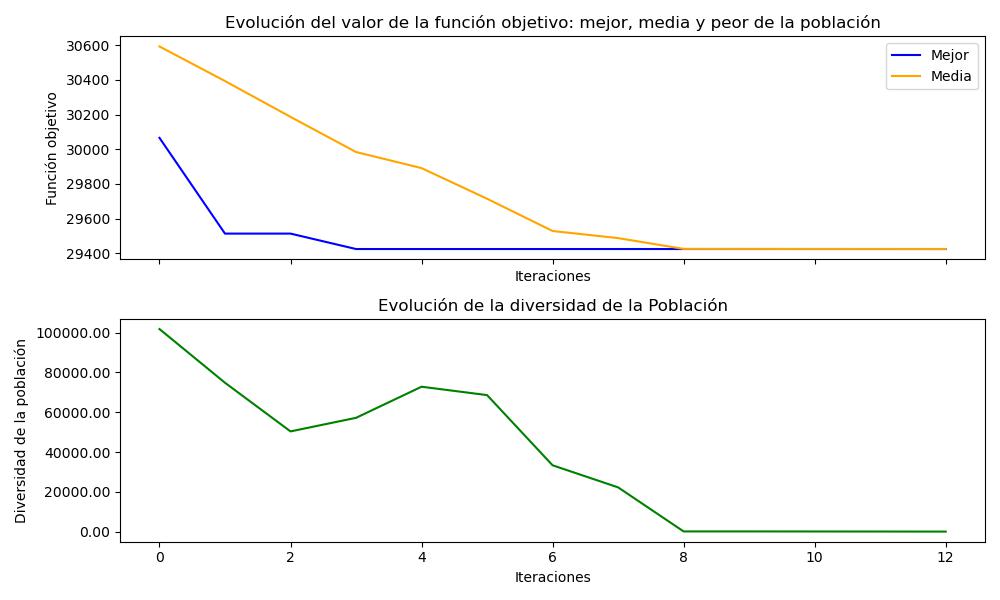 Evolución del valor de la función objetivo: mejor, media y peor de la población
Función objetivo
30600
30400
30200
30000
29800
29600
29400
Mejor
Media
Iteraciones
Evolución de la diversidad de la Población
Diversidad de la población
100000.00
80000.00
60000.00
40000.00
20000.00
0.00
0 2 4 6 8 10 12
Iteraciones